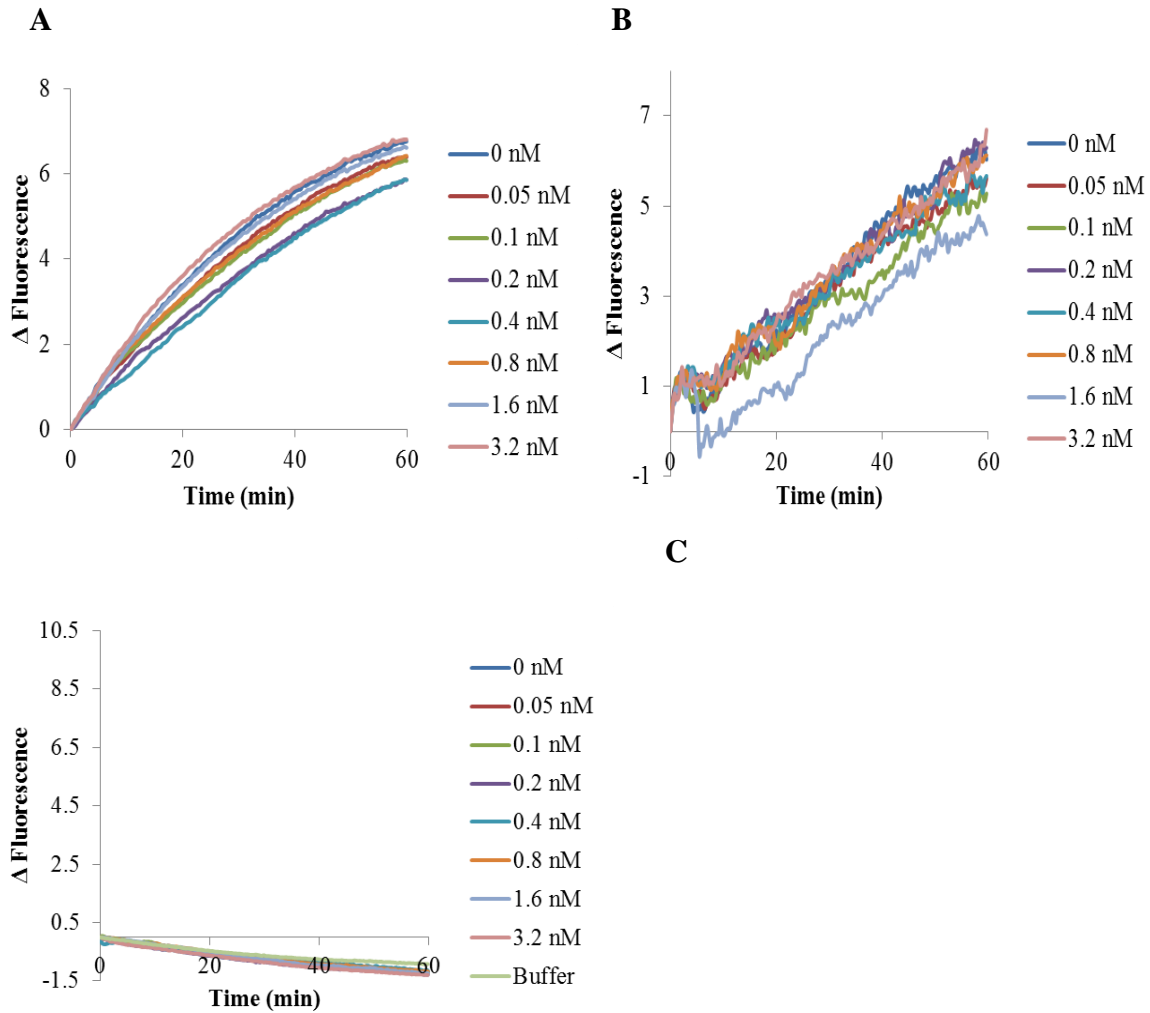 A
8
6
4
2
0
0 20 40 60
Δ Fluorescence
Time (min)
0 nM
0.05 nM
0.1 nM
0.2 nM
0.4 nM
0.8 nM
1.6 nM
3.2 nM
B
7
5
3
1
-1
0 20 40 60
Δ Fluorescence
Time (min)
0 nM
0.05 nM
0.1 nM
0.2 nM
0.4 nM
0.8 nM
1.6 nM
3.2 nM
C
10.5
8.5
6.5
4.5
2.5
0.5
-1.5
0 20 40 60
Δ Fluorescence
Time (min)
0 nM
0.05 nM
0.1 nM
0.2 nM
0.4 nM
0.8 nM
1.6 nM
3.2 nM
Buffer